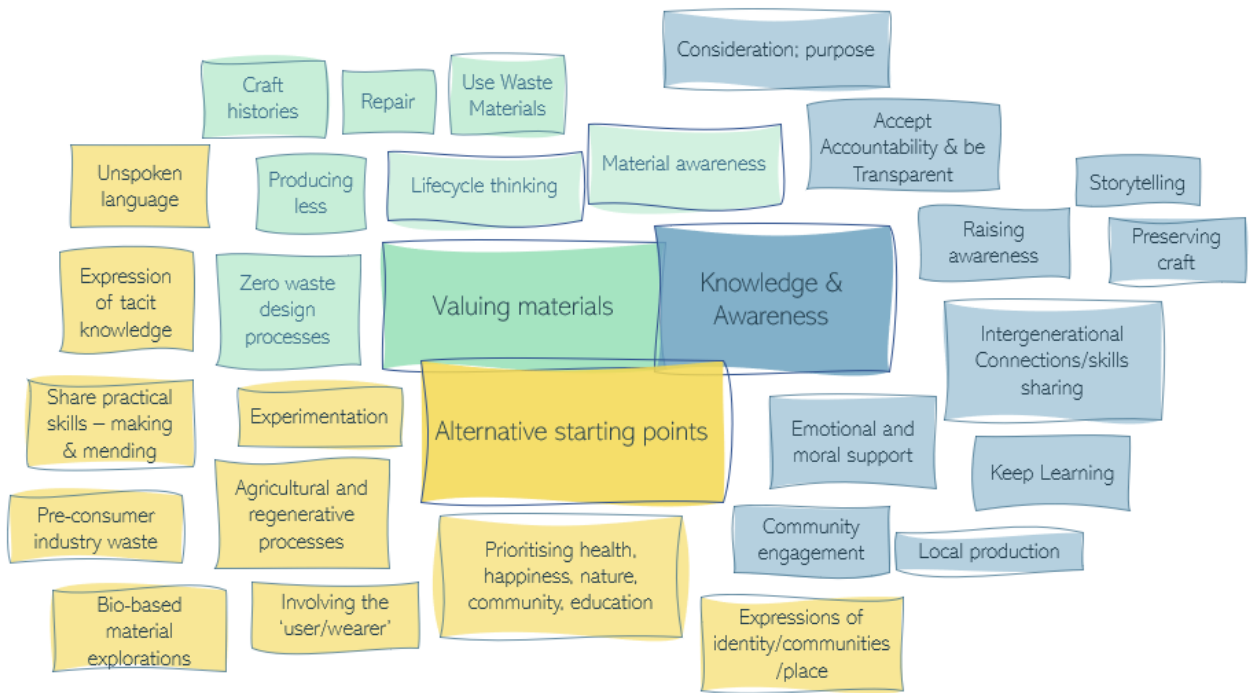 Consideration; purpose
Craft
histories
Repair
Use Waste
Materials
Accept
Accountability & be
Transparent
Material awareness
Unspoken
language
Producing
less
Lifecycle thinking
Storytelling
Raising
awareness
Preserving
craft
Expression
of tacit
knowledge
Zero waste
design
processes
Valuing materials
Knowledge &
Awareness
Intergenerational
Connections/skills
sharing
Share practical
skills – making
& mending
Experimentation
Alternative starting points
Emotional and
moral support
Keep Learning
Pre-consumer
industry waste
Agricultural and
regenerative
processes
Prioritising health,
happiness, nature,
community, education
Community
engagement
Local production
Bio-based
material
explorations
Involving the
‘user/wearer’
Expressions of
identity/communities
/place